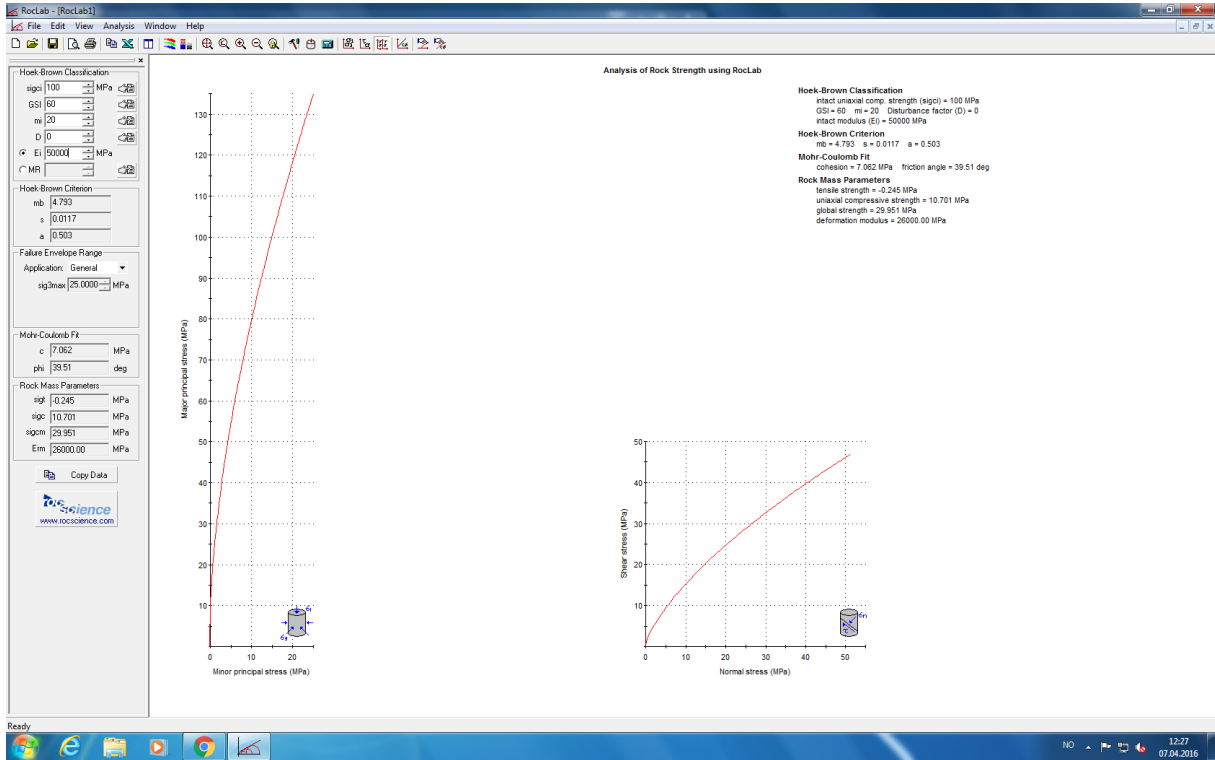 RocLab - [RocLab1]
File Edit View Analysis Window Help
Hoek-Brown Classification
sigci 100 MPa
GSI 60
mi 20
D 0
Ei 50000 MPa
MR
Hoek-Brown Criterion
mb 4.793
s 0.0117
a 0.503
Failure Envelope Range
Application: General
sig3max 25.0000 MPa
Mohr-Coulomb Fit
c 7.062 MPa
phi 39.51 deg
Rock Mass Parameters
sigt -0.245 MPa
sigc 10.701 MPa
sigcm 29.951 MPa
Erm 26000.00 MPa
Copy Data
rocscience
www.rocscience.com
Analysis of Rock Strength using RocLab
Hoek-Brown Classification
intact uniaxial comp. strength (sigci) = 100 MPa
GSI = 60 mi = 20 Disturbance factor (D) = 0
intact modulus (Ei) = 50000 MPa
Hoek-Brown Criterion
mb = 4.793 s = 0.0117 a = 0.503
Mohr-Coulomb Fit
cohesion = 7.062 MPa friction angle = 39.51 deg
Rock Mass Parameters
tensile strength = -0.245 MPa
uniaxial compressive strength = 10.701 MPa
global strength = 29.951 MPa
deformation modulus = 26000.00 MPa
Major principal stress (MPa)
130
120
110
100
90
80
70
60
50
40
30
20
10
0 10 20
Minor principal stress (MPa)
Shear stress (MPa)
50
40
30
20
10
0 10 20 30 40 50
Normal stress (MPa)
Ready
NO
12:27
07.04.2016